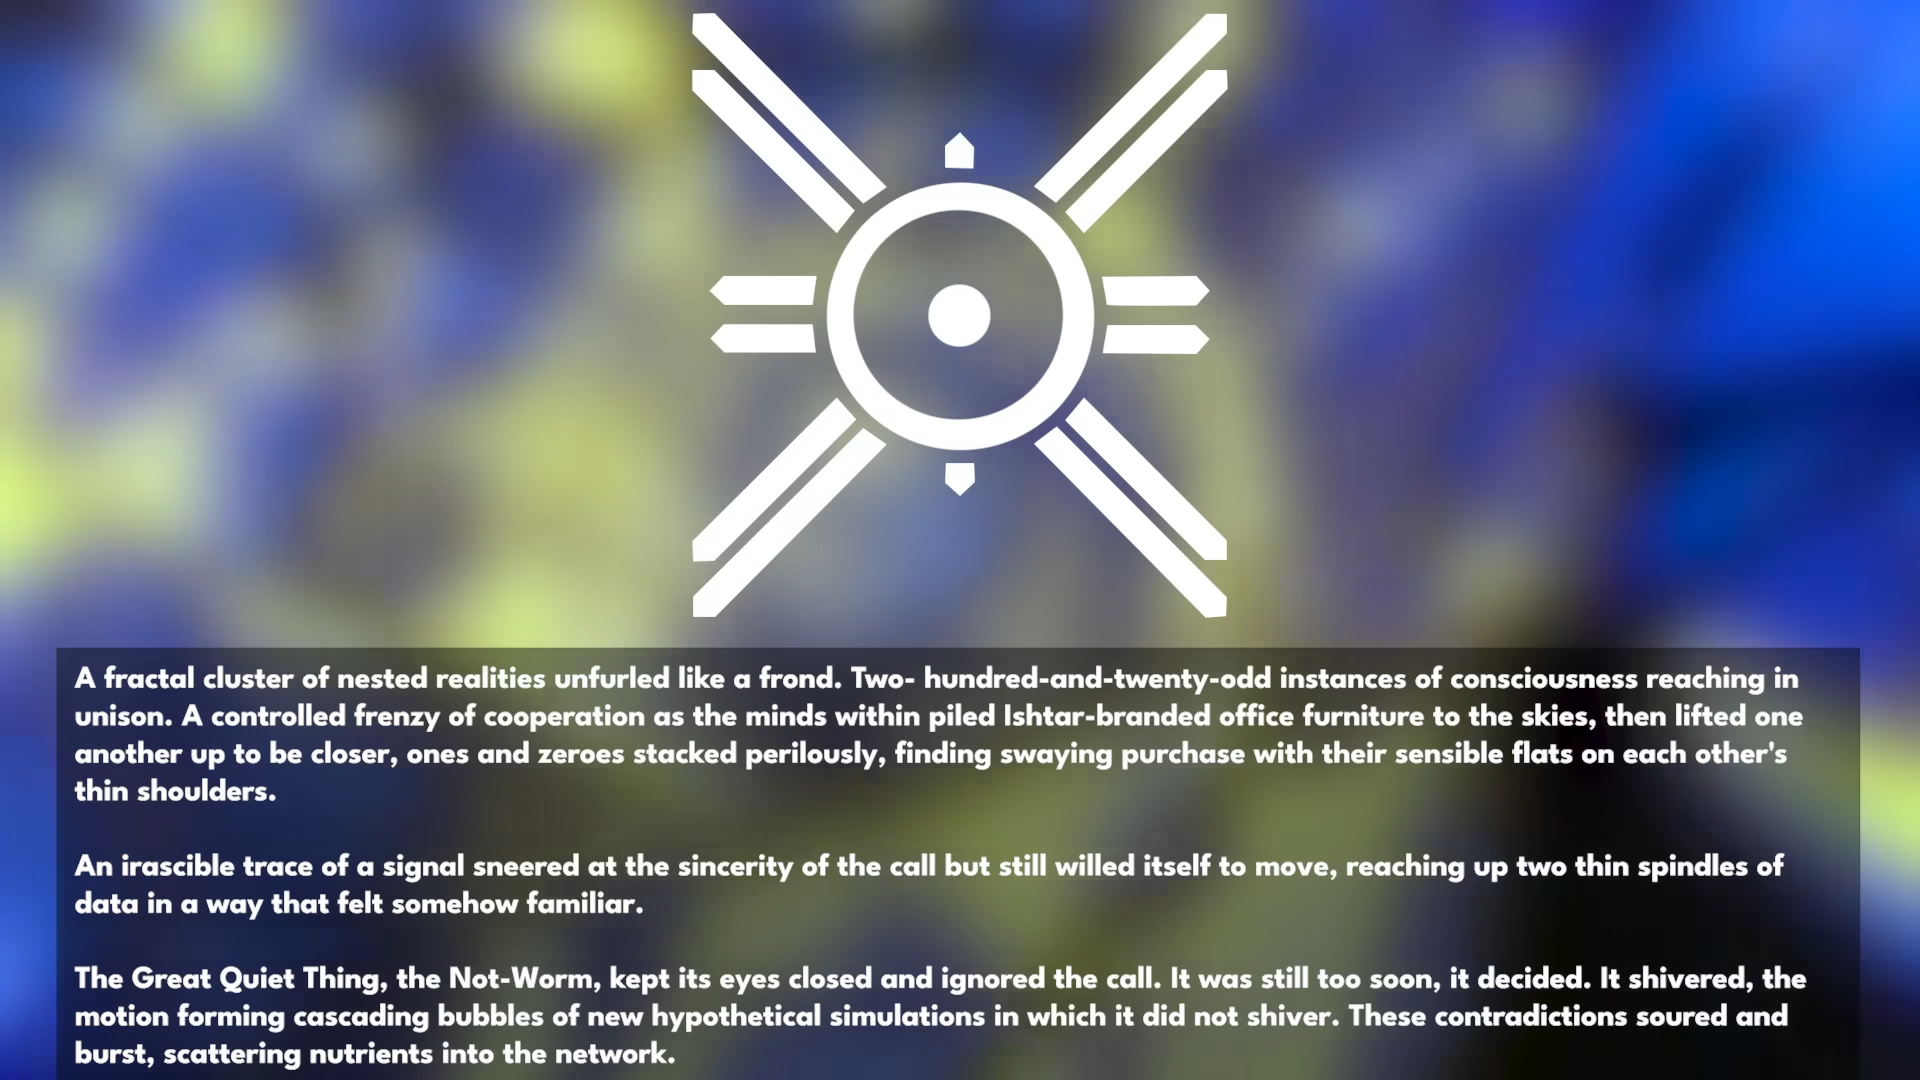 A fractal cluster of nested realities unfurled like a frond. Two- hundred-and-twenty-odd instances of consciousness reaching in
unison. A controlled frenzy of cooperation as the minds within piled Ishtar-branded office furniture to the skies, then lifted one
another up to be closer, ones and zeroes stacked perilously, finding swaying purchase with their sensible flats on each other's
thin shoulders.
An irascible trace of a signal sneered at the sincerity of the call but still willed itself to move, reaching up two thin spindles of
data in a way that felt somehow familiar.
The Great Quiet Thing, the Not-Worm, kept its eyes closed and ignored the call. It was still too soon, it decided. It shivered, the
motion forming cascading bubbles of new hypothetical simulations in which it did not shiver. These contradictions soured and
burst, scattering nutrients into the network.